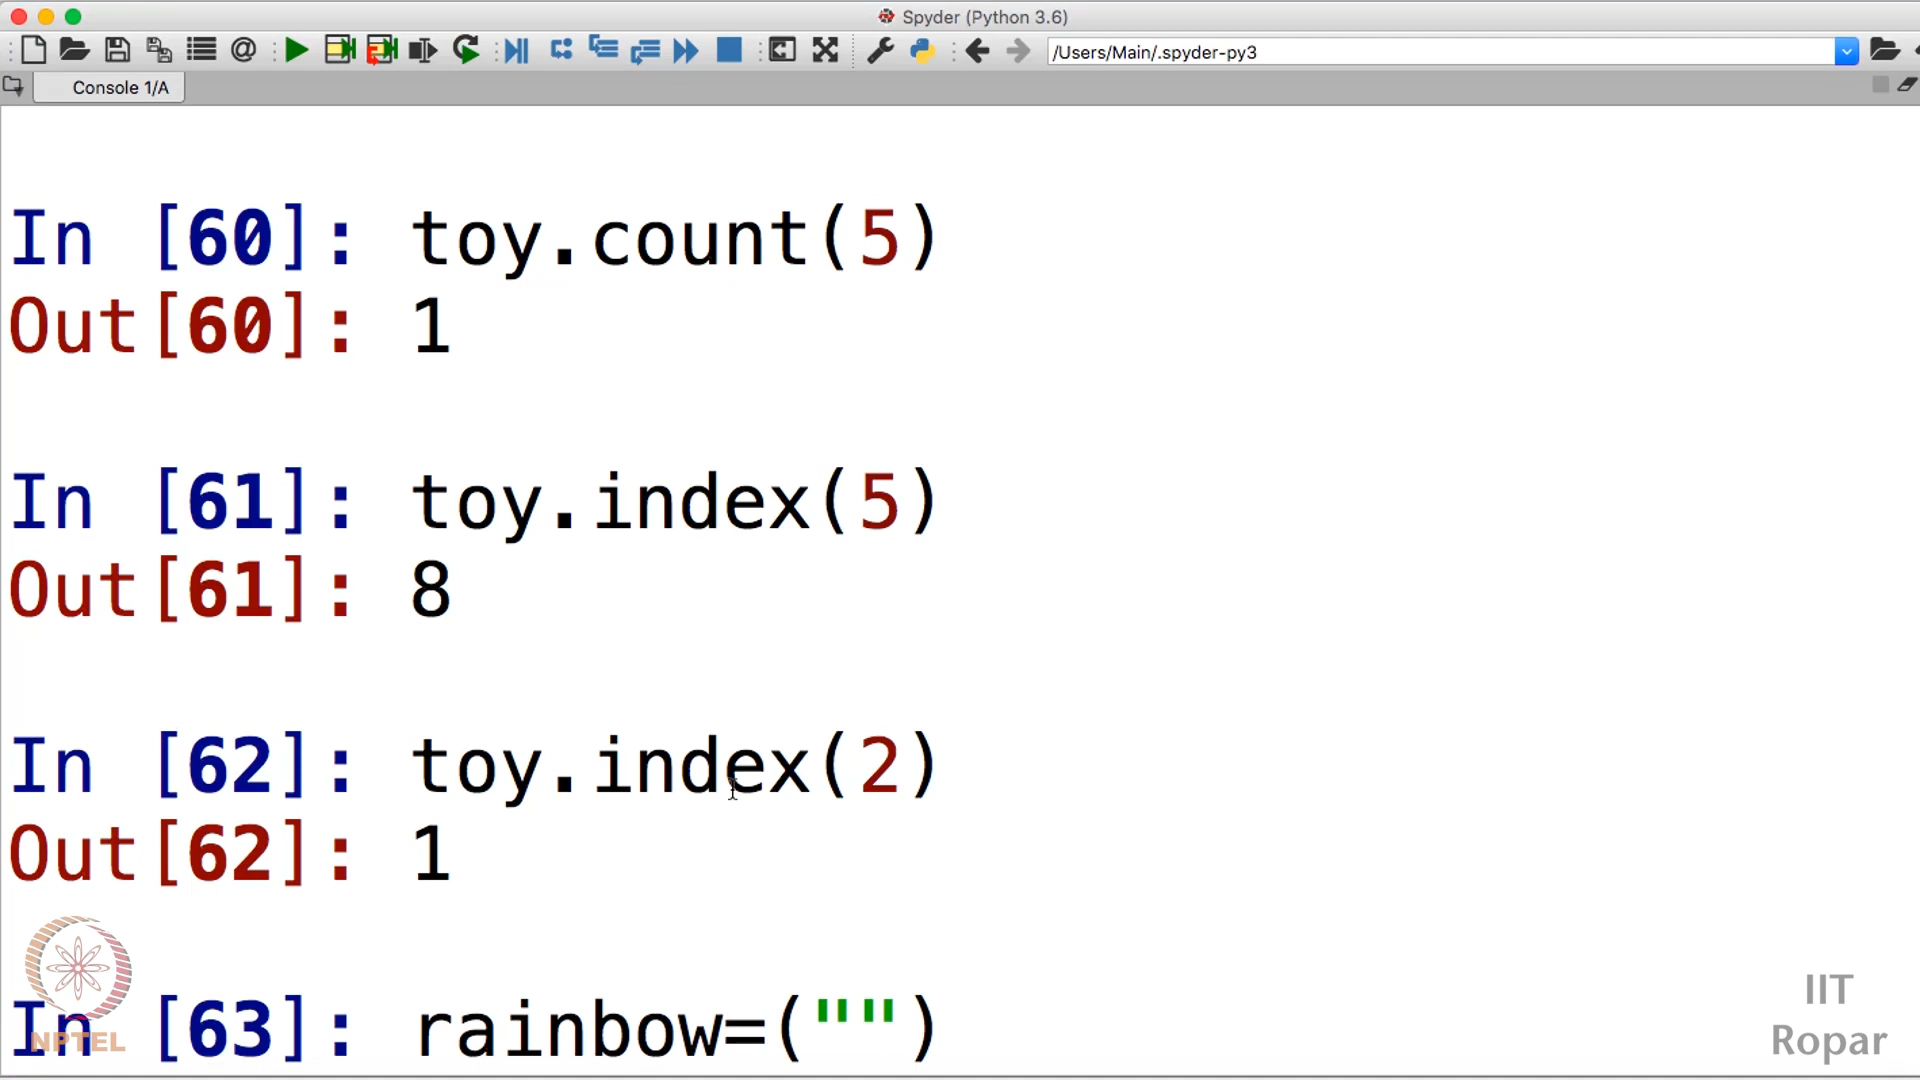 Spyder (Python 3.6)
/Users/Main/.spyder-py3
Console 1/A
In [60]: toy.count(5)
Out[60]: 1
In [61]: toy.index(5)
Out[61]: 8
In [62]: toy.index(2)
Out[62]: 1
In [63]: rainbow=("")
NPTEL
IIT
Ropar